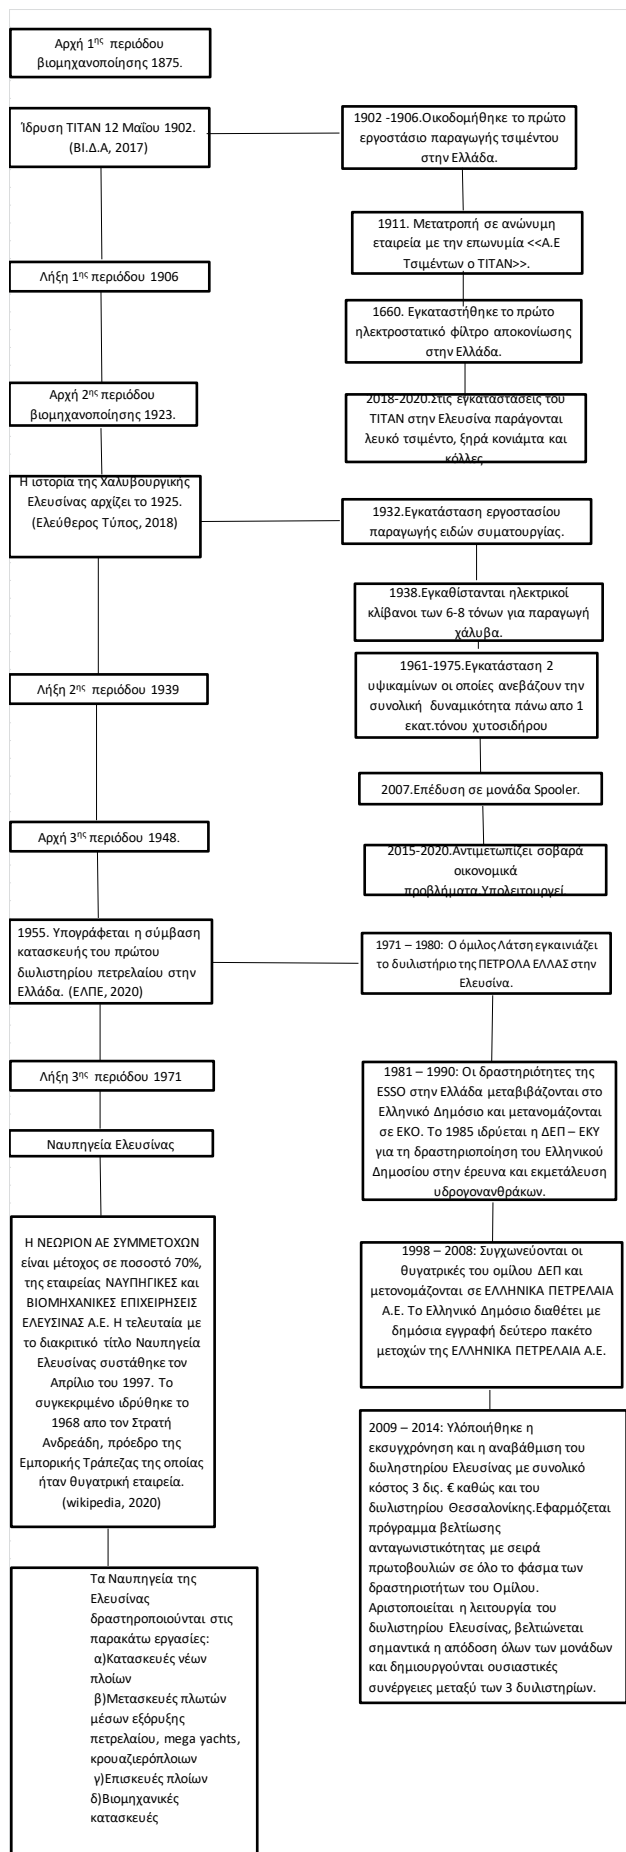 Αρχή 1ης περιόδου
βιομηχανοποίησης 1875.
Ίδρυση ΤΙΤΑΝ 12 Μαΐου 1902.
(ΒΙ.Δ.Α, 2017)
1902 -1906.Οικοδομήθηκε το πρώτο
εργοστάσιο παραγωγής τσιμέντου
στην Ελλάδα.
1911. Μετατροπή σε ανώνυμη
εταιρεία με την επωνυμία <<Α.Ε
Τσιμέντων ο ΤΙΤΑΝ>>.
Λήξη 1ης περιόδου 1906
1660. Εγκαταστήθηκε το πρώτο
ηλεκτροστατικό φίλτρο αποκονίωσης
στην Ελλάδα.
Αρχή 2ης περιόδου
βιομηχανοποίησης 1923.
2018-2020.Στις εγκαταστάσεις του
ΤΙΤΑΝ στην Ελευσίνα παράγονται
λευκό τσιμέντο, ξηρά κονιάμτα και
κόλλες
Η ιστορία της Χαλυβουργικής
Ελευσίνας αρχίζει το 1925.
(Ελεύθερος Τύπος, 2018)
1932.Εγκατάσταση εργοστασίου
παραγωγής ειδών συματουργίας.
1938.Εγκαθίστανται ηλεκτρικοί
κλίβανοι των 6-8 τόνων για παραγωγή
χάλυβα.
Λήξη 2ης περιόδου 1939
1961-1975.Εγκατάσταση 2
υψικαμίνων οι οποίες ανεβάζουν την
συνολική δυναμικότητα πάνω απο 1
εκατ.τόνου χυτοσιδήρου
2007.Επέδυση σε μονάδα Spooler.
Αρχή 3ης περιόδου 1948.
2015-2020.Αντιμετωπίζει σοβαρά
οικονομικά
προβλήματα Υπολειτουργεί
1955. Υπογράφεται η σύμβαση
κατασκευής του πρώτου
διυλιστηρίου πετρελαίου στην
Ελλάδα. (ΕΛΠΕ, 2020)
1971 – 1980: Ο όμιλος Λάτση εγκαινιάζει
το δυιλιστήριο της ΠΕΤΡΟΛΑ ΕΛΛΑΣ στην
Ελευσίνα.
Λήξη 3ης περιόδου 1971
1981 – 1990: Οι δραστηριότητες της
ESSO στην Ελλάδα μεταβιβάζονται στο
Ελληνικό Δημόσιο και μετανομάζονται
σε ΕΚΟ. Το 1985 ιδρύεται η ΔΕΠ – ΕΚΥ
για τη δραστηριοποίηση του Ελληνικού
Δημοσίου στην έρευνα και εκμετάλευση
υδρογονανθράκων.
Ναυπηγεία Ελευσίνας
Η ΝΕΩΡΙΟΝ ΑΕ ΣΥΜΜΕΤΟΧΩΝ
είναι μέτοχος σε ποσοστό 70%,
της εταιρείας ΝΑΥΠΗΓΙΚΕΣ και
ΒΙΟΜΗΧΑΝΙΚΕΣ ΕΠΙΧΕΙΡΗΣΕΙΣ
ΕΛΕΥΣΙΝΑΣ Α.Ε. Η τελευταία με
το διακριτικό τίτλο Ναυπηγεία
Ελευσίνας συστάθηκε τον
Απρίλιο του 1997. Το
συγκεκριμένο ιδρύθηκε το
1968 απο τον Στρατή
Ανδρεάδη, πρόεδρο της
Εμπορικής Τράπεζας της οποίας
ήταν θυγατρική εταιρεία.
(wikipedia, 2020)
1998 – 2008: Συγχωνεύονται οι
θυγατρικές του ομίλου ΔΕΠ και
μετονομάζονται σε ΕΛΛΗΝΙΚΑ ΠΕΤΡΕΛΑΙΑ
Α.Ε. Το Ελληνικό Δημόσιο διαθέτει με
δημόσια εγγραφή δεύτερο πακέτο
μετοχών της ΕΛΛΗΝΙΚΑ ΠΕΤΡΕΛΑΙΑ Α.Ε.
2009 – 2014: Υλόποιήθηκε η
εκσυγχρόνηση και η αναβάθμιση του
διυληστηρίου Ελευσίνας με συνολικό
κόστος 3 δις. € καθώς και του
διυλιστηρίου Θεσσαλονίκης.Εφαρμόζεται
πρόγραμμα βελτίωσης
ανταγωνιστικότητας με σειρά
πρωτοβουλιών σε όλο το φάσμα των
δραστηριοτήτων του Ομίλου.
Αριστοποιείται η λειτουργία του
διυλιστηρίου Ελευσίνας, βελτιώνεται
σημαντικά η απόδοση όλων των μονάδων
και δημιουργούνται ουσιαστικές
συνέργειες μεταξύ των 3 δυιλιστηρίων.
Τα Ναυπηγεία της
Ελευσίνας
δραστηροποιούνται στις
παρακάτω εργασίες:
α)Κατασκευές νέων
πλοίων
β)Μετασκευές πλωτών
μέσων εξόρυξης
πετρελαίου, mega yachts,
κρουαζιερόπλοιων
γ)Επισκευές πλοίων
δ)Βιομηχανικές
κατασκευές